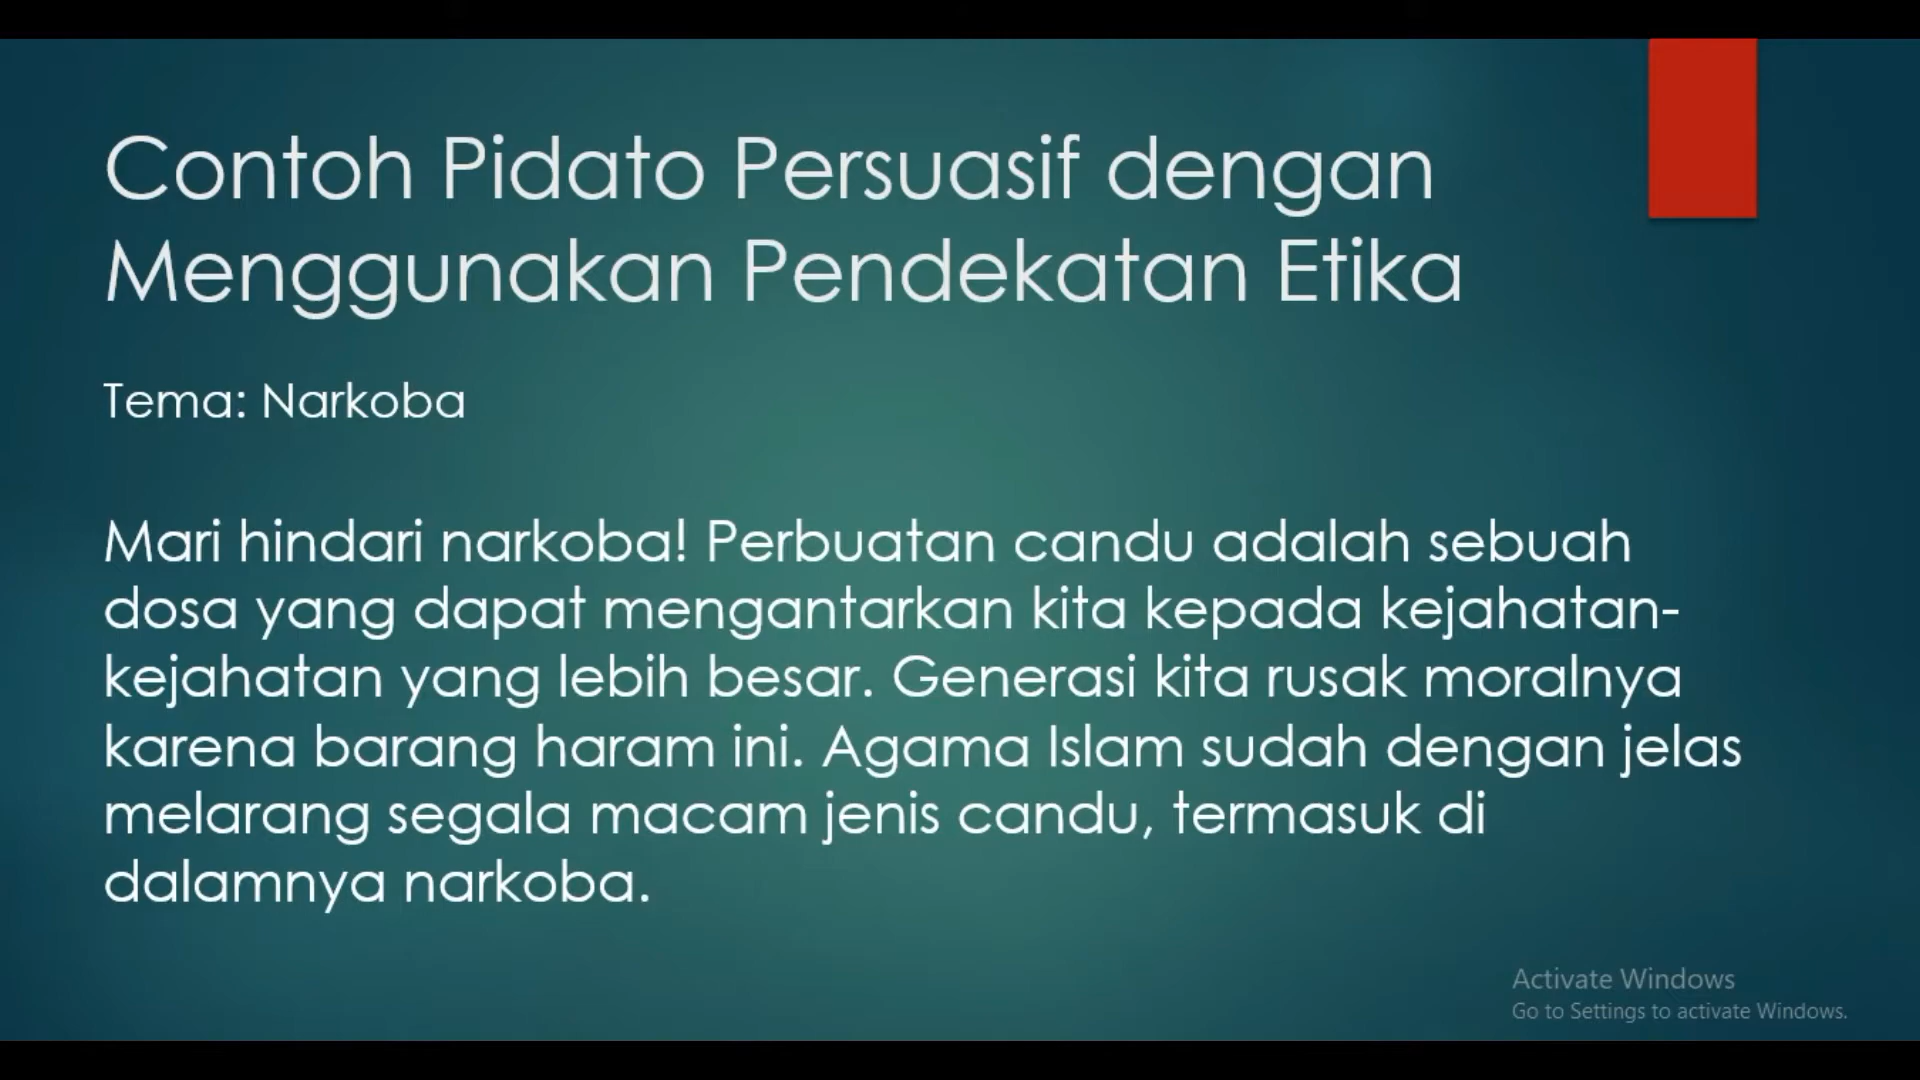 Contoh Pidato Persuasif dengan
Menggunakan Pendekatan Etika
Tema: Narkoba
Mari hindari narkoba! Perbuatan candu adalah sebuah
dosa yang dapat mengantarkan kita kepada kejahatan-
kejahatan yang lebih besar. Generasi kita rusak moralnya
karena barang haram ini. Agama Islam sudah dengan jelas
melarang segala macam jenis candu, termasuk di
dalamnya narkoba.
Activate Windows
Go to Settings to activate Windows.